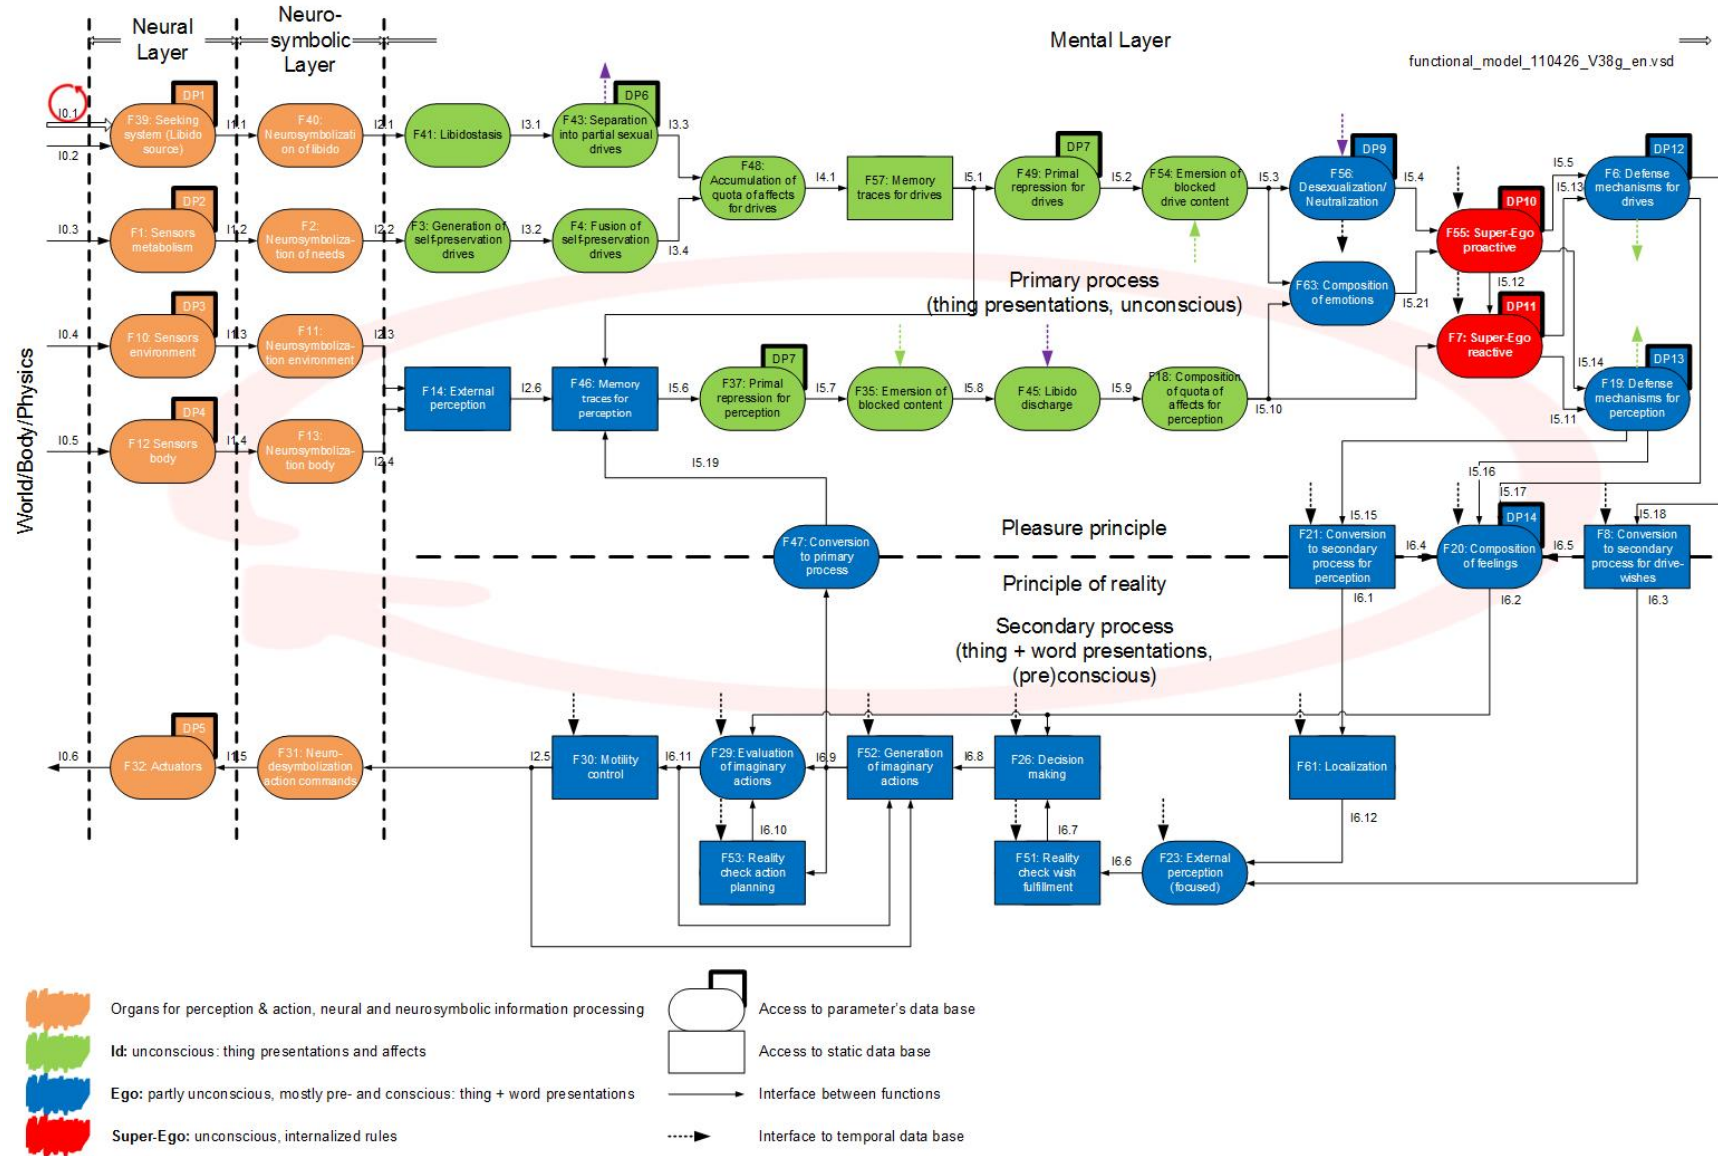 Neural
Layer
Neuro-
symbolic
Layer
Mental Layer
functional_model_110426_V38g_en.vsd
World/Body/Physics
I0.1
I0.2
DP1
F39: Seeking
system (Libido
source)
I1.1
F40:
Neurosymbolizati
on of libido
I2.1
F41: Libidostasis
I3.1
DP6
F43: Separation
into partial sexual
drives
I3.3
F48:
Accumulation of
quota of affects
for drives
I4.1
F57: Memory
traces for drives
I5.1
DP7
F49: Primal
repression for
drives
I5.2
F54: Emersion of
blocked
drive content
I5.3
DP9
F56:
Desexualization/
Neutralization
I5.4
DP10
F55: Super-Ego
proactive
I5.5
I5.13
DP12
F6: Defense
mechanisms for
drives
I0.3
DP2
F1: Sensors
metabolism
I1.2
F2:
Neurosymboliza-
tion of needs
I2.2
F3: Generation of
self-preservation
drives
I3.2
F4: Fusion of
self-preservation
drives
I3.4
Primary process
(thing presentations, unconscious)
F63: Composition
of emotions
I5.21
I5.12
DP11
F7: Super-Ego
reactive
I5.14
I5.11
DP13
F19: Defense
mechanisms for
perception
I0.4
DP3
F10: Sensors
environment
I1.3
F11:
Neurosymboliza-
tion environment
I2.3
F14: External
perception
I2.6
F46: Memory
traces for
perception
I5.6
DP7
F37: Primal
repression for
perception
I5.7
F35: Emersion of
blocked content
I5.8
F45: Libido
discharge
I5.9
F18: Composition
of quota of
affects for
perception
I5.10
I0.5
DP4
F12 Sensors
body
I1.4
F13:
Neurosymboliza-
tion body
I2.4
I5.19
I5.16
I5.17
I5.15
I5.18
Pleasure principle
F47: Conversion
to primary
process
F21: Conversion
to secondary
process for
perception
I6.4
DP14
F20: Composition
of feelings
I6.5
F8: Conversion
to secondary
process for drive-
wishes
Principle of reality
I6.1
I6.2
I6.3
Secondary process
(thing + word presentations,
(pre)conscious)
I0.6
DP5
F32: Actuators
I1.5
F31: Neuro-
desymbolization
action commands
I2.5
F30: Motility
control
I6.11
F29: Evaluation
of imaginary
actions
I6.9
F52: Generation
of imaginary
actions
I6.8
F26: Decision
making
F61: Localization
I6.10
I6.7
I6.12
F53: Reality
check action
planning
F51: Reality
check wish
fulfillment
I6.6
F23: External
perception
(focused)
Organs for perception & action, neural and neurosymbolic information processing
Id: unconscious: thing presentations and affects
Ego: partly unconscious, mostly pre- and conscious: thing + word presentations
Super-Ego: unconscious, internalized rules
Access to parameter's data base
Access to static data base
Interface between functions
Interface to temporal data base